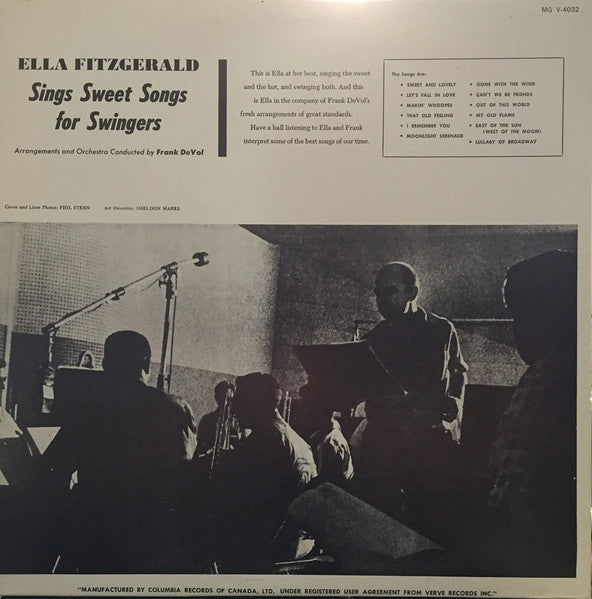 MG V-4032
ELLA FITZGERALD
Sings Sweet Songs
for Swingers
Arrangements and Orchestra Conducted by Frank DeVol
This is Ella at her best, singing the sweet
and the hot, and swinging both. And this
is Ella in the company of Frank DeVol's
fresh arrangements of great standards.
Have a ball listening to Ella and Frank
interpret some of the best songs of our time.
The Songs Are:
• SWEET AND LOVELY
• LET'S FALL IN LOVE
• MAKIN' WHOOPEE
• THAT OLD FEELING
• I REMEMBER YOU
• MOONLIGHT SERENADE
• GONE WITH THE WIND
• CAN'T WE BE FRIENDS
• OUT OF THIS WORLD
• MY OLD FLAME
• EAST OF THE SUN
(WEST OF THE MOON)
• LULLABY OF BROADWAY
Cover and Liner Photos: PHIL STERN Art Direction: SHELDON MARKS
"MANUFACTURED BY COLUMBIA RECORDS OF CANADA, LTD. UNDER REGISTERED USER AGREEMENT FROM VERVE RECORDS INC."